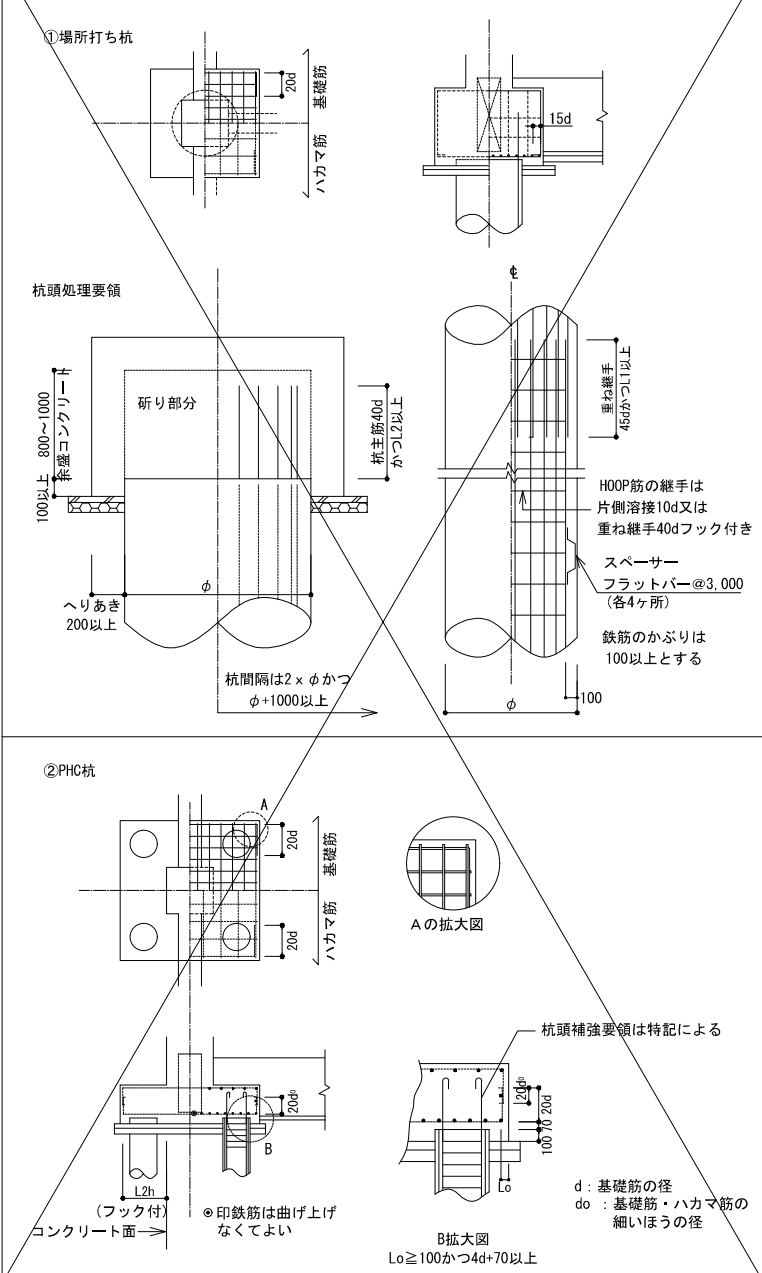 ①場所打ち杭
20d
基礎筋
ハカマ筋
15d
杭頭処理要領
℄
斫り部分
800～1000
余盛コンクリート
100以上
杭主筋40d
かつL2以上
へりあき
200以上
φ
杭間隔は2×φかつ
φ+1000以上
重ね継手
45dかつL1以上
HOOP筋の継手は
片側溶接10d又は
重ね継手40dフック付き
スペーサー
フラットバー@3,000
(各4ヶ所)
鉄筋のかぶりは
100以上とする
φ
100
②PHC杭
A
20d
基礎筋
ハカマ筋
20d
Aの拡大図
杭頭補強要領は特記による
20d⁰
B
L2h
(フック付)
コンクリート面
◉印鉄筋は曲げ上げ
なくてよい
20d⁰
20d
70
100
Lo
B拡大図
Lo≧100かつ4d+70以上
d：基礎筋の径
do ：基礎筋・ハカマ筋の
細いほうの径